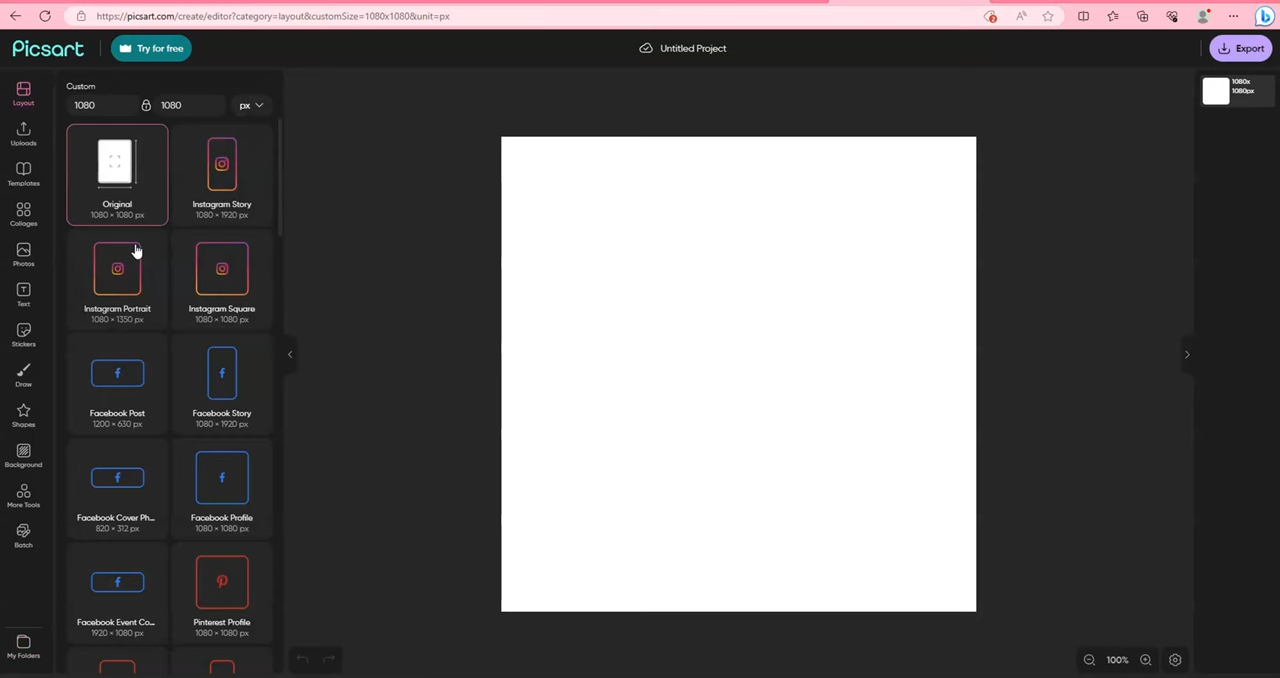 https://picsart.com/create/editor?category=layout&customSize=1080x1080&unit=px
Picsart
Try for free
Untitled Project
Export
Layout
Uploads
Templates
Collages
Photos
Text
Stickers
Draw
Shapes
Background
More Tools
Batch
My Folders
Custom
1080 1080 px
Original
1080 × 1080 px
Instagram Story
1080 × 1920 px
Instagram Portrait
1080 × 1350 px
Instagram Square
1080 × 1080 px
Facebook Post
1200 × 630 px
Facebook Story
1080 × 1920 px
Facebook Cover Ph...
820 × 312 px
Facebook Profile
1080 × 1080 px
Facebook Event Co...
1920 × 1080 px
Pinterest Profile
1080 × 1080 px
1080x
1080px
100%